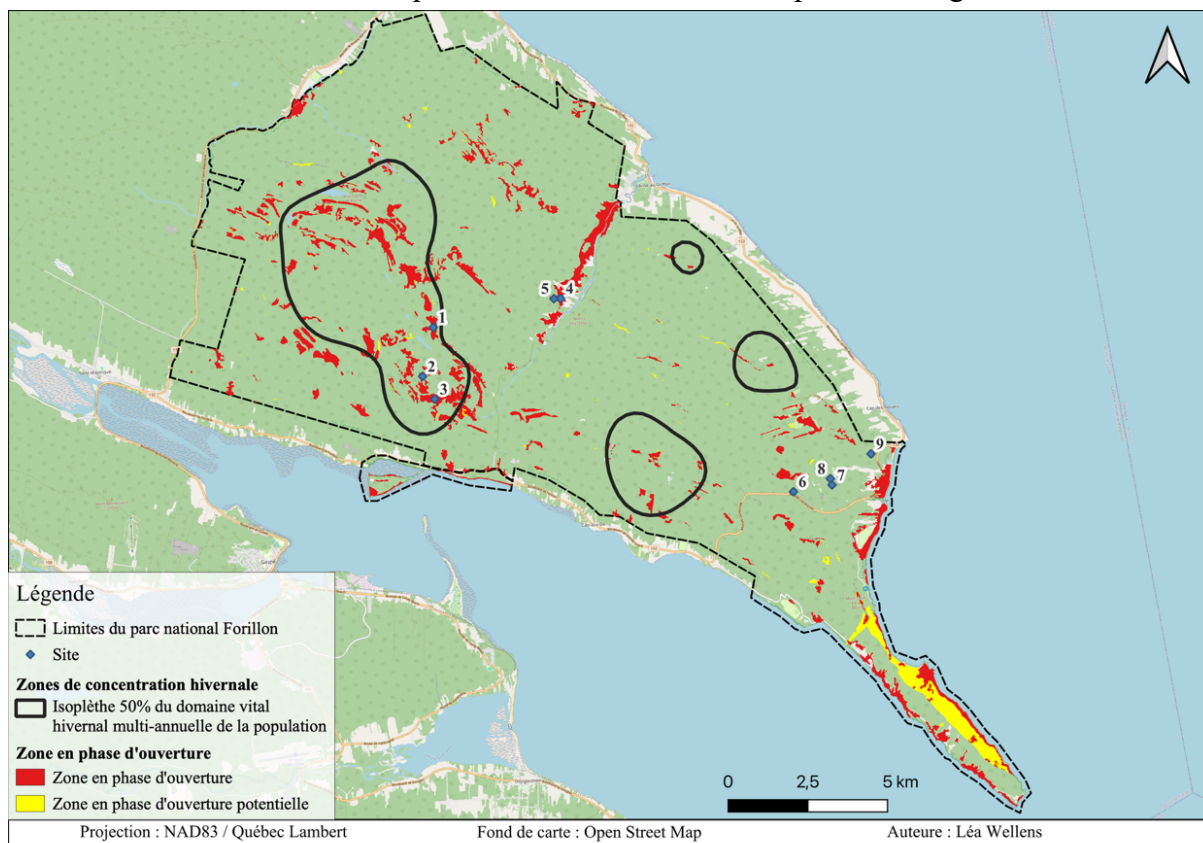 5
4
1
2
3
9
8
7
6
Légende
Limites du parc national Forillon
Site
Zones de concentration hivernale
Isoplèthe 50% du domaine vital
hivernal multi-annuelle de la population
Zone en phase d'ouverture
Zone en phase d'ouverture
Zone en phase d'ouverture potentielle
0 2,5 5 km
Projection : NAD83 / Québec Lambert Fond de carte : Open Street Map Auteure : Léa Wellens